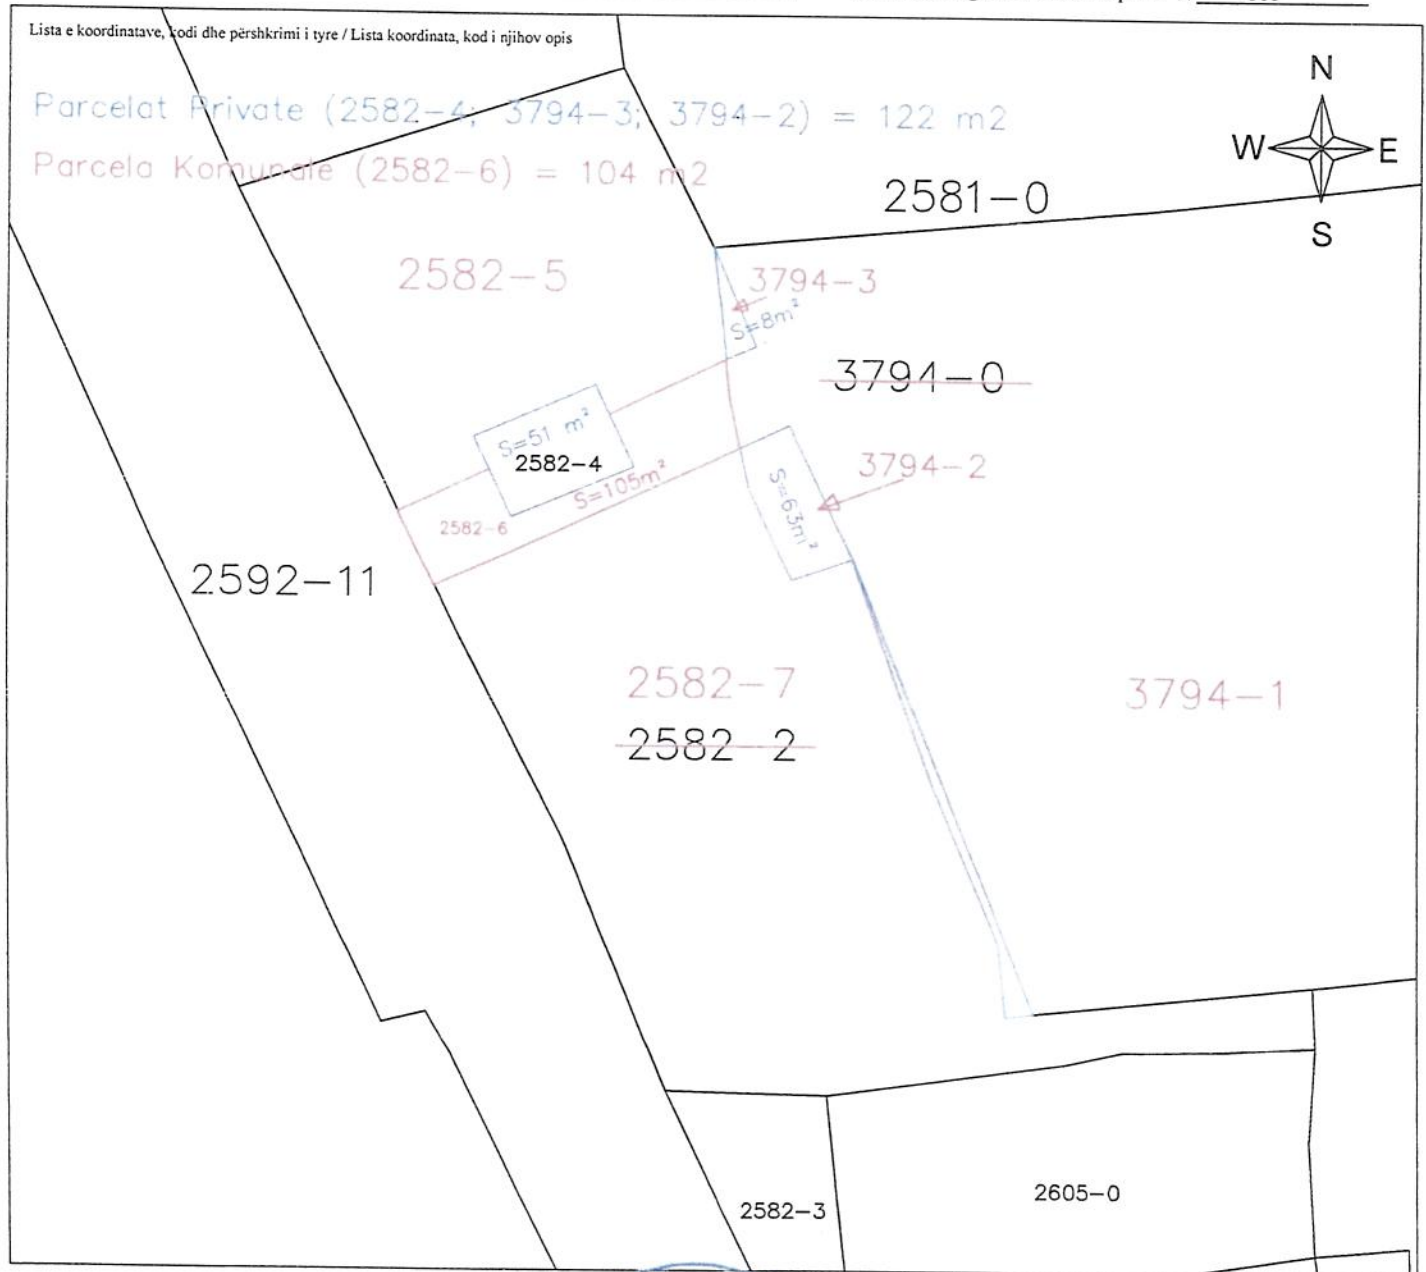 Lista e koordinatave, kodi dhe përshkrimi i tyre / Lista koordinata, kod i njihov opis
Parcelat Private (2582-4; 3794-3; 3794-2) = 122 m2
Parcela Komunale (2582-6) = 104 m2
N
W
E
S
2581-0
2582-5
3794-3
S=8m²
3794-0
S=51 m²
2582-4
3794-2
S=105m²
S=63m²
2582-6
2592-11
2582-7
3794-1
2582 2
2605-0
2582-3